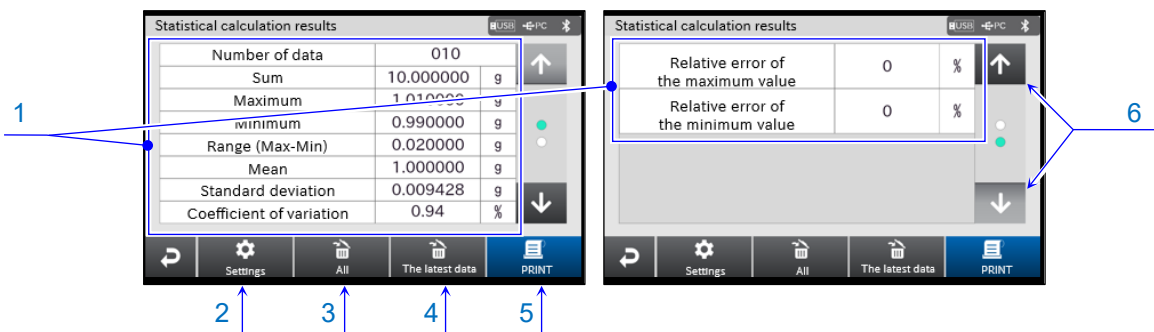 Statistical calculation results
USB PC
Number of data 010
Sum 10.000000 g
Maximum 1.010000 g
Minimum 0.990000 g
Range (Max-Min) 0.020000 g
Mean 1.000000 g
Standard deviation 0.009428 g
Coefficient of variation 0.94 %
Settings All The latest data PRINT
Statistical calculation results
USB PC
Relative error of
the maximum value 0 %
Relative error of
the minimum value 0 %
Settings All The latest data PRINT
1
6
2 3 4 5